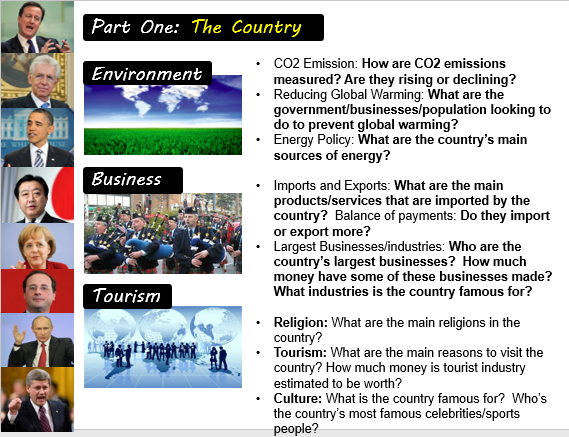 Part One: The Country
Environment
• CO2 Emission: How are CO2 emissions
measured? Are they rising or declining?
• Reducing Global Warming: What are the
government/businesses/population looking to
do to prevent global warming?
• Energy Policy: What are the country's main
sources of energy?
Business
• Imports and Exports: What are the main
products/services that are imported by the
country? Balance of payments: Do they import
or export more?
• Largest Businesses/industries: Who are the
country's largest businesses? How much
money have some of these businesses made?
What industries is the country famous for?
Tourism
• Religion: What are the main religions in the
country?
• Tourism: What are the main reasons to visit the
country? How much money is tourist industry
estimated to be worth?
• Culture: What is the country famous for? Who's
the country's most famous celebrities/sports
people?